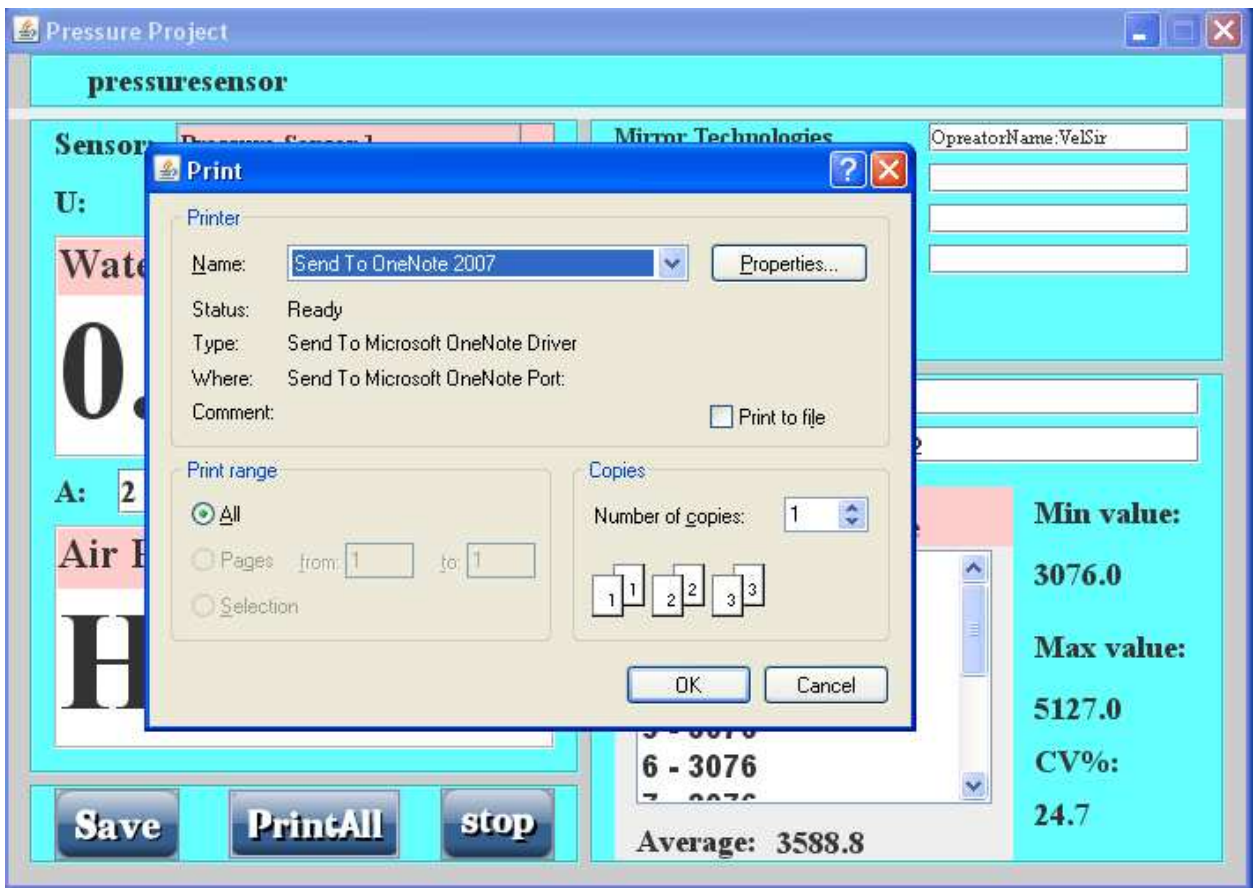 Pressure Project
pressuresensor
Sensor:
Mirror Technologies
OpreatorName:VelSir
U:
Print
Printer
Name: Send To OneNote 2007 Properties...
Status: Ready
Type: Send To Microsoft OneNote Driver
Where: Send To Microsoft OneNote Port:
Comment:
Print to file
Print range
All
Pages from: 1 to: 1
Selection
Copies
Number of copies: 1
1 1 2 2 3 3
OK Cancel
0.
A: 2
Air
H
6 - 3076
Average: 3588.8
Min value:
3076.0
Max value:
5127.0
CV%:
24.7
Save PrintAll stop